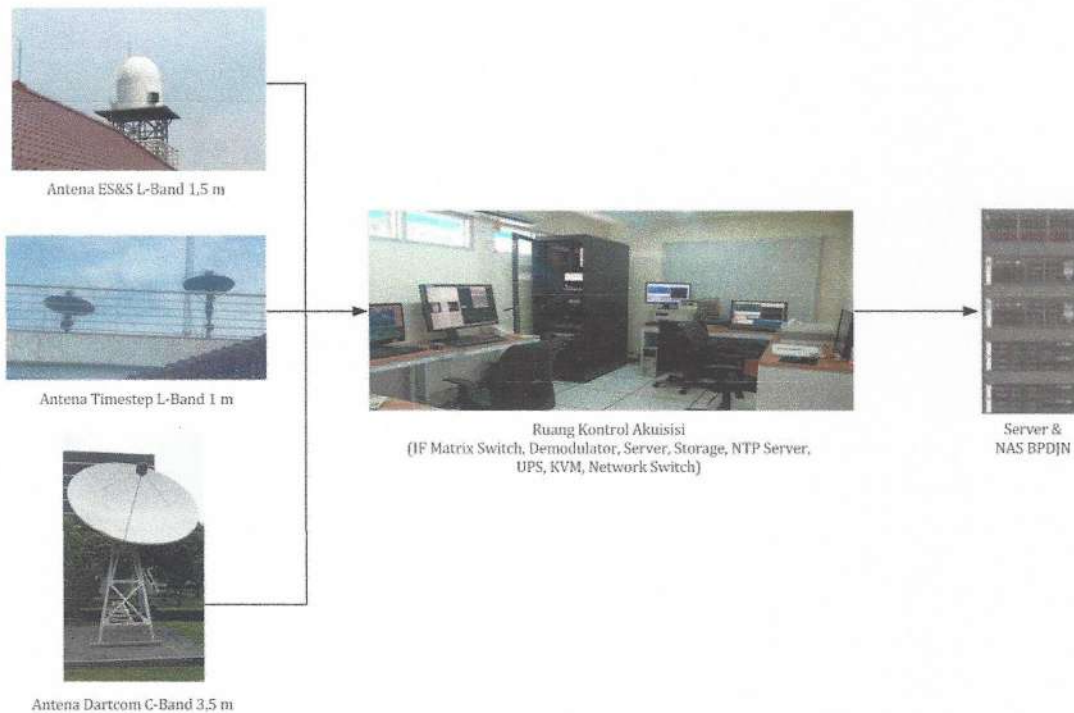 Antena ES&S L-Band 1,5 m
Antena Timestep L-Band 1 m
Antena Dartcom C-Band 3,5 m
Ruang Kontrol Akuisisi
(IF Matrix Switch, Demodulator, Server, Storage, NTP Server,
UPS, KVM, Network Switch)
Server &
NAS BPDJN